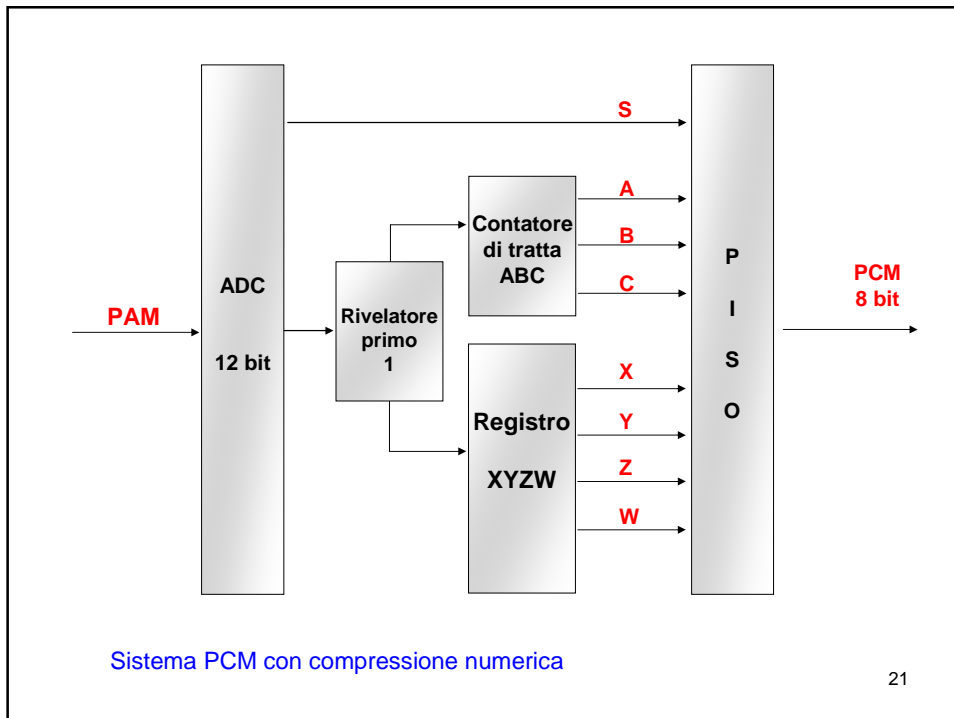 S
A
Contatore
di tratta
ABC
B
C
P
I
S
O
PCM
8 bit
ADC
12 bit
PAM
Rivelatore
primo
1
X
Registro
XYZW
Y
Z
W
Sistema PCM con compressione numerica
21